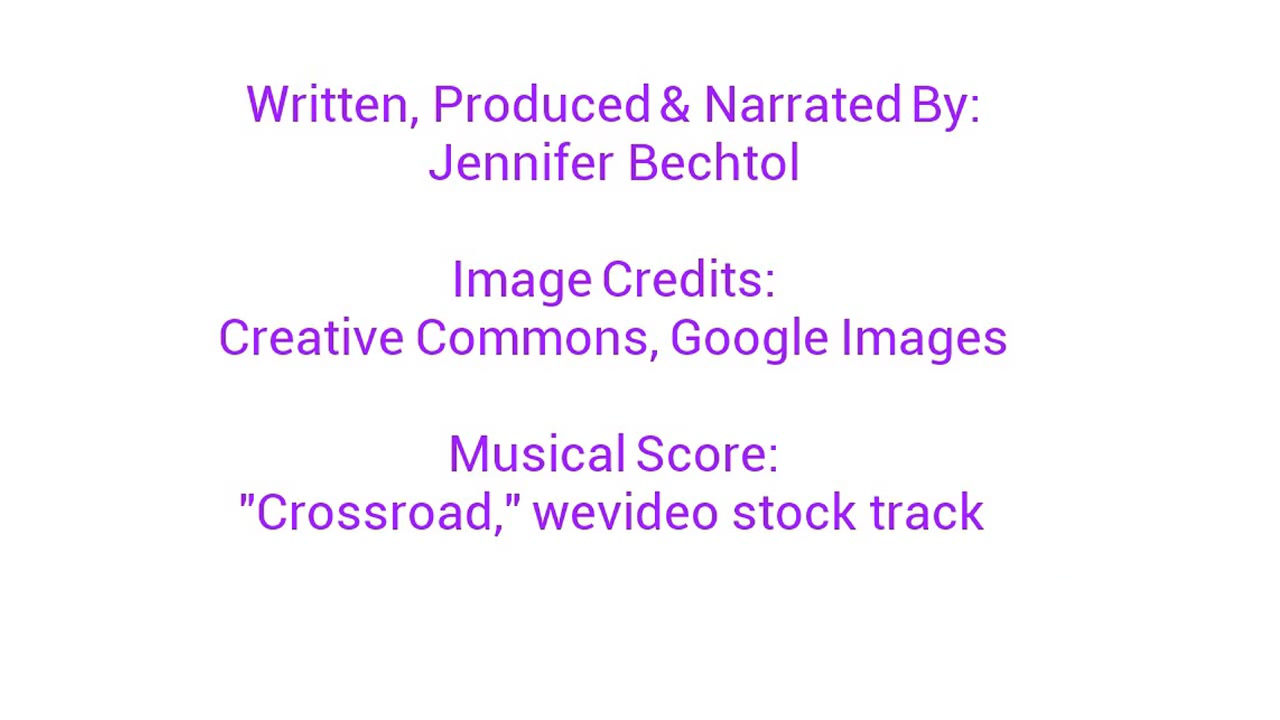 Written, Produced & Narrated By:
Jennifer Bechtol
Image Credits:
Creative Commons, Google Images
Musical Score:
"Crossroad," wevideo stock track